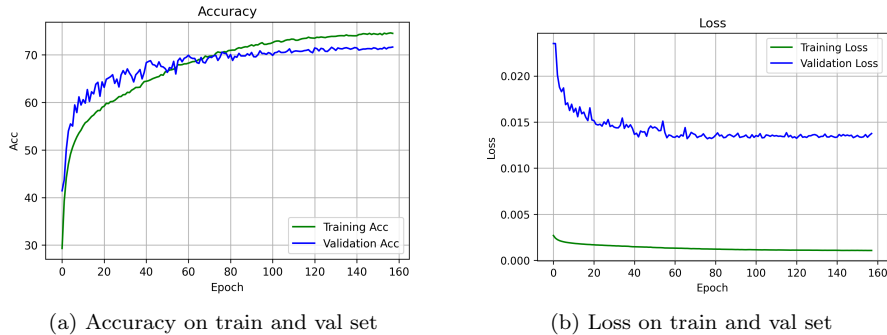 Accuracy
70
60
50
40
30
Acc
Training Acc
Validation Acc
0 20 40 60 80 100 120 140 160
Epoch
(a) Accuracy on train and val set
Loss
0.020
0.015
0.010
0.005
0.000
Loss
Training Loss
Validation Loss
0 20 40 60 80 100 120 140 160
Epoch
(b) Loss on train and val set